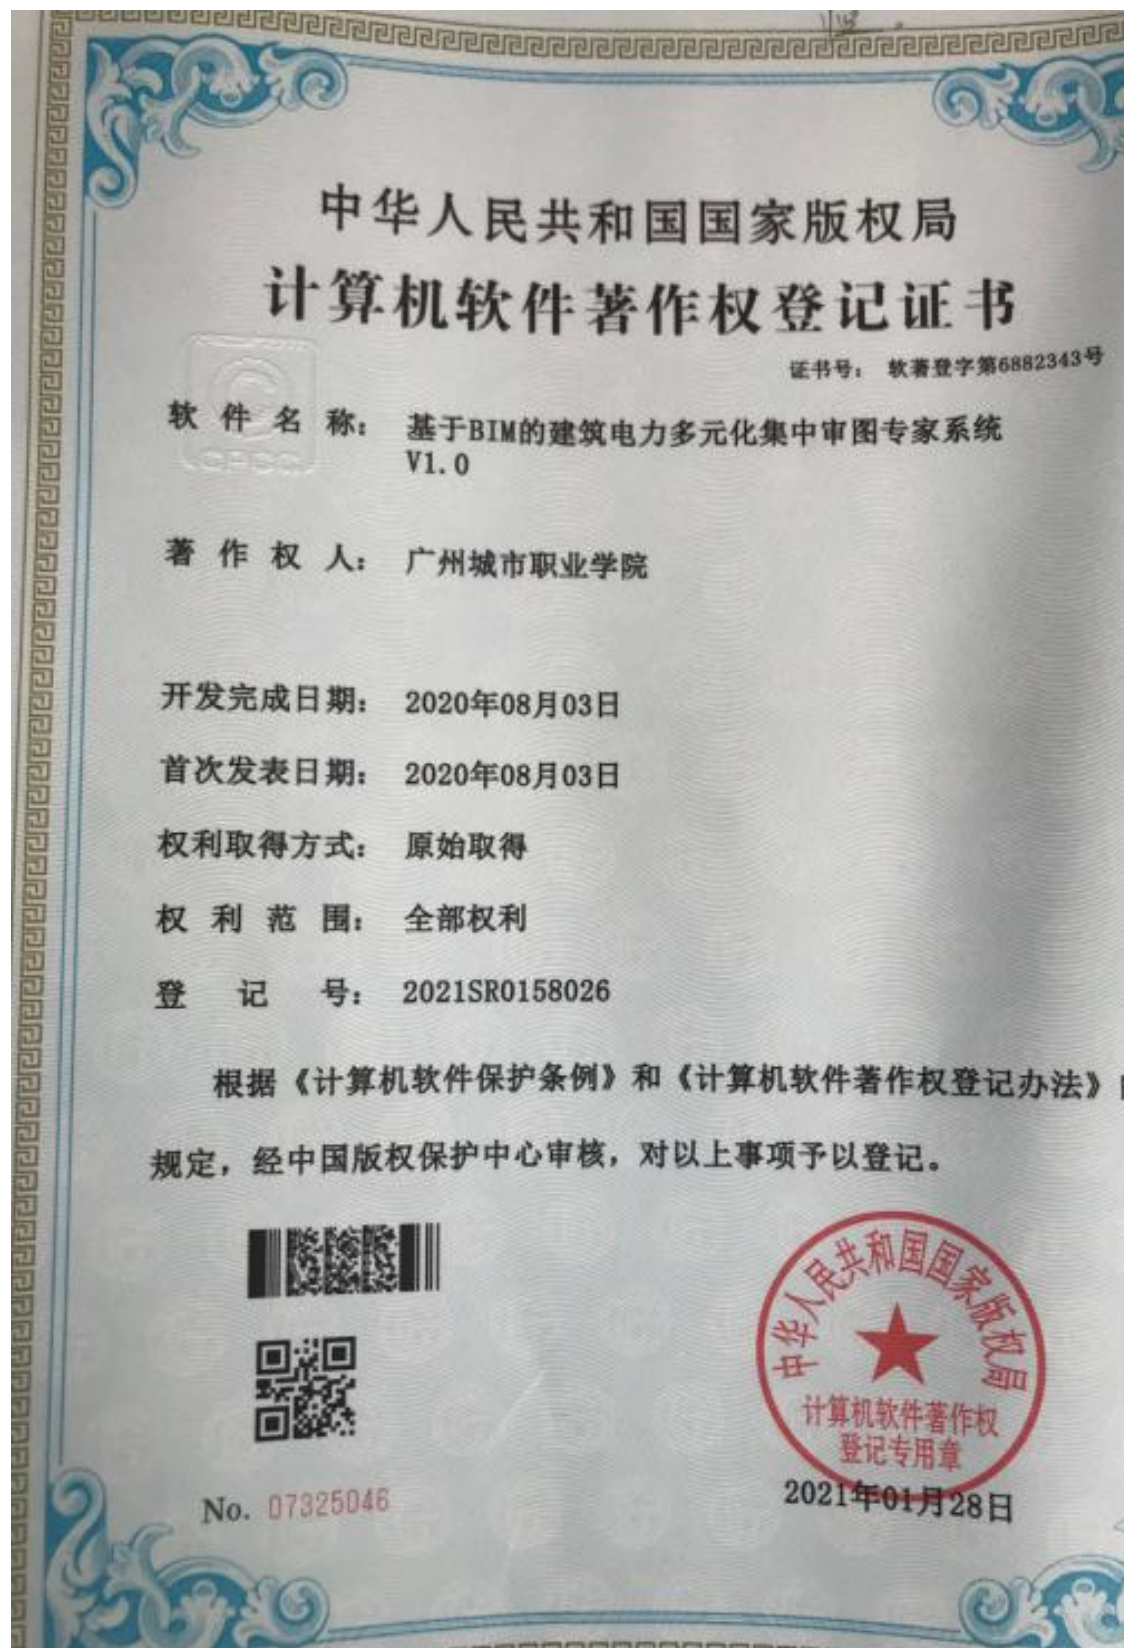 中华人民共和国国家版权局
计算机软件著作权登记证书
证书号： 软著登字第6882343号
软件名称： 基于BIM的建筑电力多元化集中审图专家系统
V1.0
著作权人： 广州城市职业学院
开发完成日期： 2020年08月03日
首次发表日期： 2020年08月03日
权利取得方式： 原始取得
权利范围： 全部权利
登记号： 2021SR0158026
根据《计算机软件保护条例》和《计算机软件著作权登记办法》
规定，经中国版权保护中心审核，对以上事项予以登记。
中华人民共和国国家版权局
计算机软件著作权
登记专用章
No. 07325046
2021年01月28日
CPCC